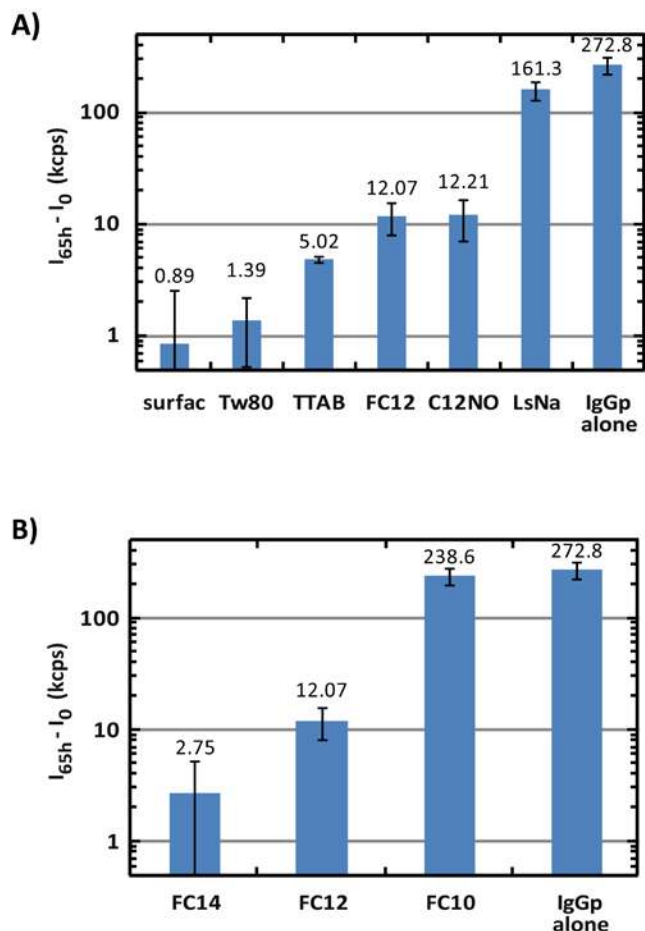 A)
I65h - I0 (kcps)
100
10
1
0.89
1.39
5.02
12.07
12.21
161.3
272.8
surfac Tw80 TTAB FC12 C12NO LsNa IgGp
alone
B)
I65h - I0 (kcps)
100
10
1
2.75
12.07
238.6
272.8
FC14 FC12 FC10 IgGp
alone